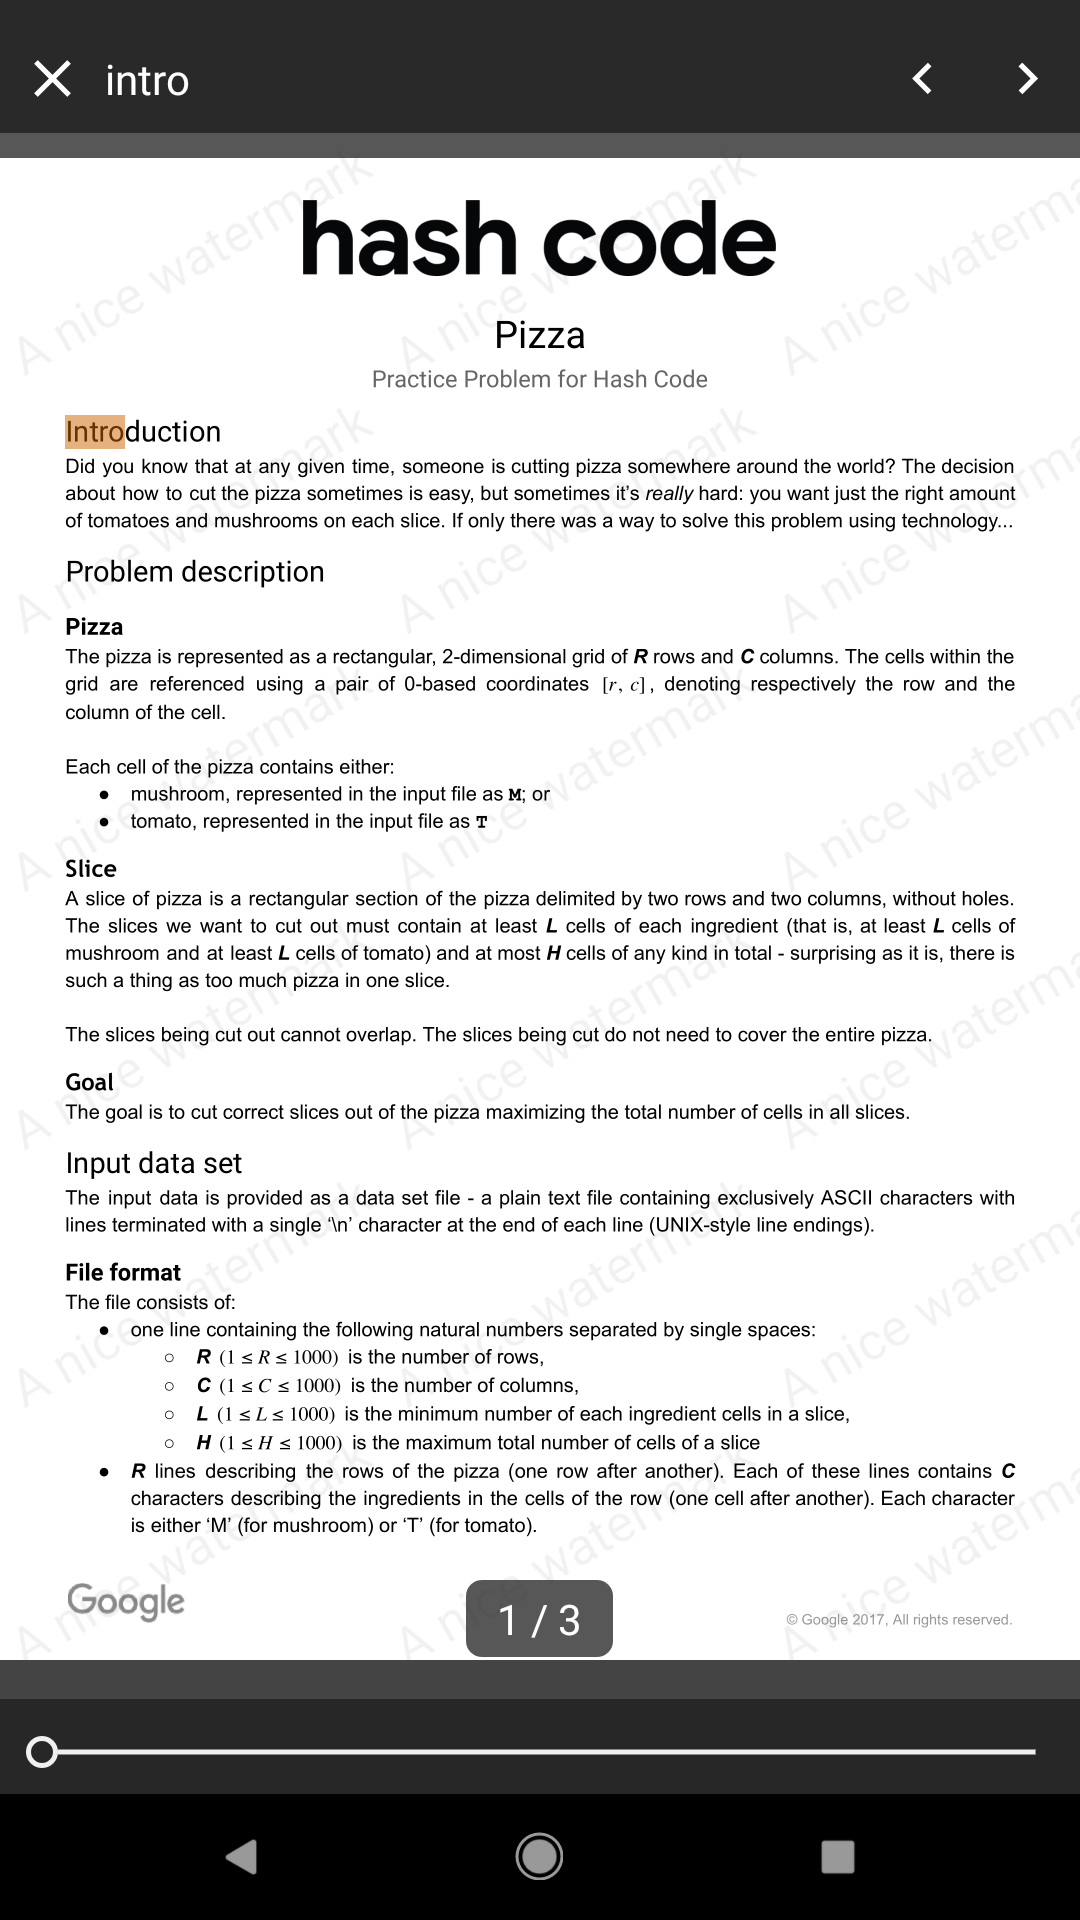 intro
hash code
Pizza
Practice Problem for Hash Code
Introduction
Did you know that at any given time, someone is cutting pizza somewhere around the world? The decision
about how to cut the pizza sometimes is easy, but sometimes it’s really hard: you want just the right amount
of tomatoes and mushrooms on each slice. If only there was a way to solve this problem using technology...
Problem description
Pizza
The pizza is represented as a rectangular, 2-dimensional grid of R rows and C columns. The cells within the
grid are referenced using a pair of 0-based coordinates [r, c], denoting respectively the row and the
column of the cell.
Each cell of the pizza contains either:
● mushroom, represented in the input file as M; or
● tomato, represented in the input file as T
Slice
A slice of pizza is a rectangular section of the pizza delimited by two rows and two columns, without holes.
The slices we want to cut out must contain at least L cells of each ingredient (that is, at least L cells of
mushroom and at least L cells of tomato) and at most H cells of any kind in total - surprising as it is, there is
such a thing as too much pizza in one slice.
The slices being cut out cannot overlap. The slices being cut do not need to cover the entire pizza.
Goal
The goal is to cut correct slices out of the pizza maximizing the total number of cells in all slices.
Input data set
The input data is provided as a data set file - a plain text file containing exclusively ASCII characters with
lines terminated with a single ‘\n’ character at the end of each line (UNIX-style line endings).
File format
The file consists of:
● one line containing the following natural numbers separated by single spaces:
○ R (1 ≤ R ≤ 1000) is the number of rows,
○ C (1 ≤ C ≤ 1000) is the number of columns,
○ L (1 ≤ L ≤ 1000) is the minimum number of each ingredient cells in a slice,
○ H (1 ≤ H ≤ 1000) is the maximum total number of cells of a slice
● R lines describing the rows of the pizza (one row after another). Each of these lines contains C
characters describing the ingredients in the cells of the row (one cell after another). Each character
is either ‘M’ (for mushroom) or ‘T’ (for tomato).
Google
1 / 3
© Google 2017, All rights reserved.
A nice watermark